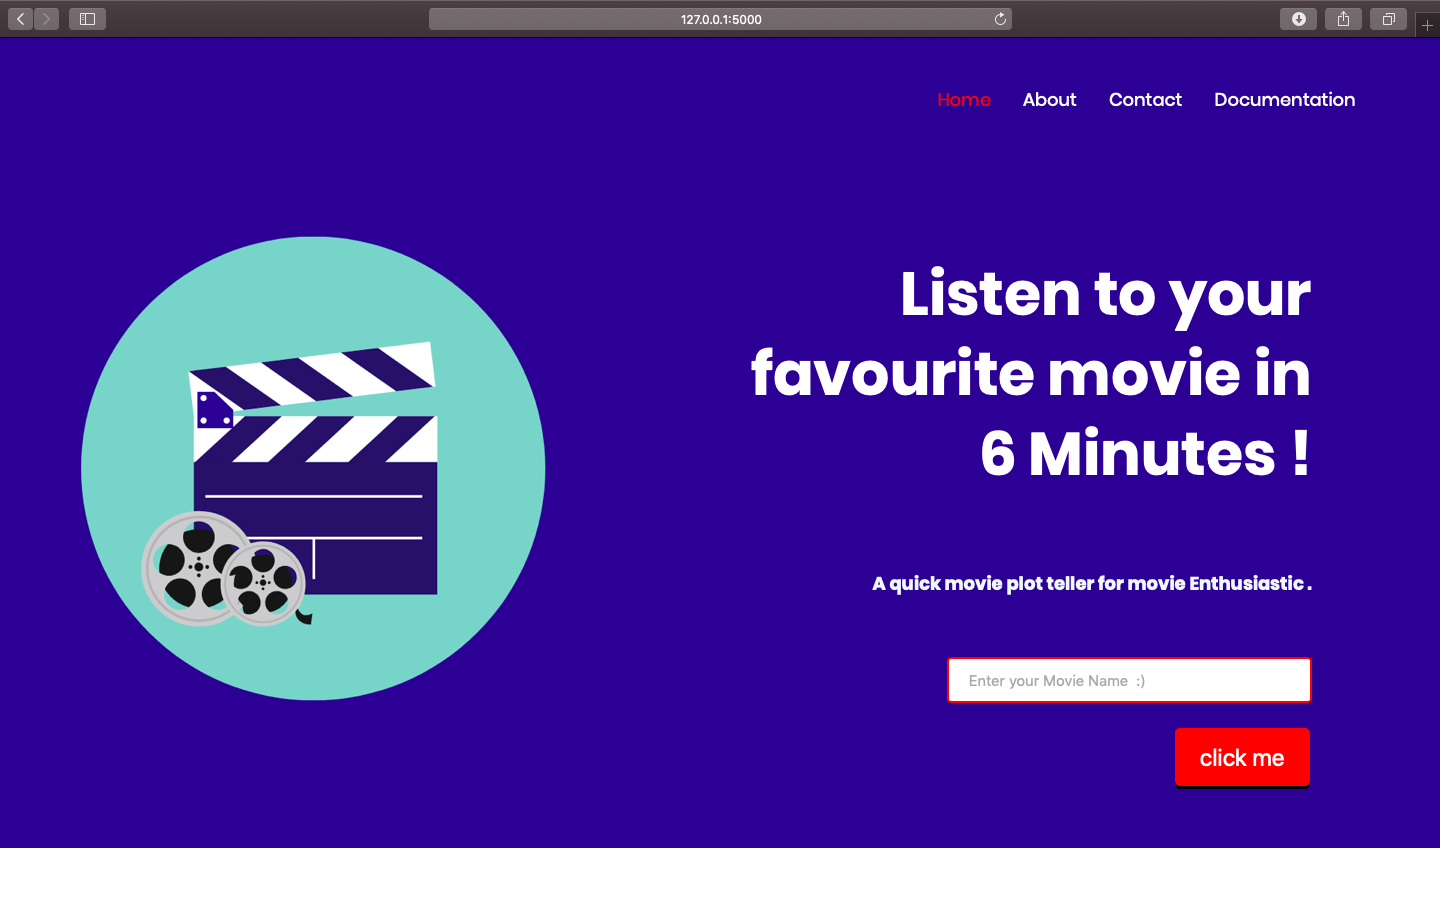 127.0.0.1:5000
Home About Contact Documentation
Listen to your
favourite movie in
6 Minutes !
A quick movie plot teller for movie Enthusiastic .
Enter your Movie Name :)
click me